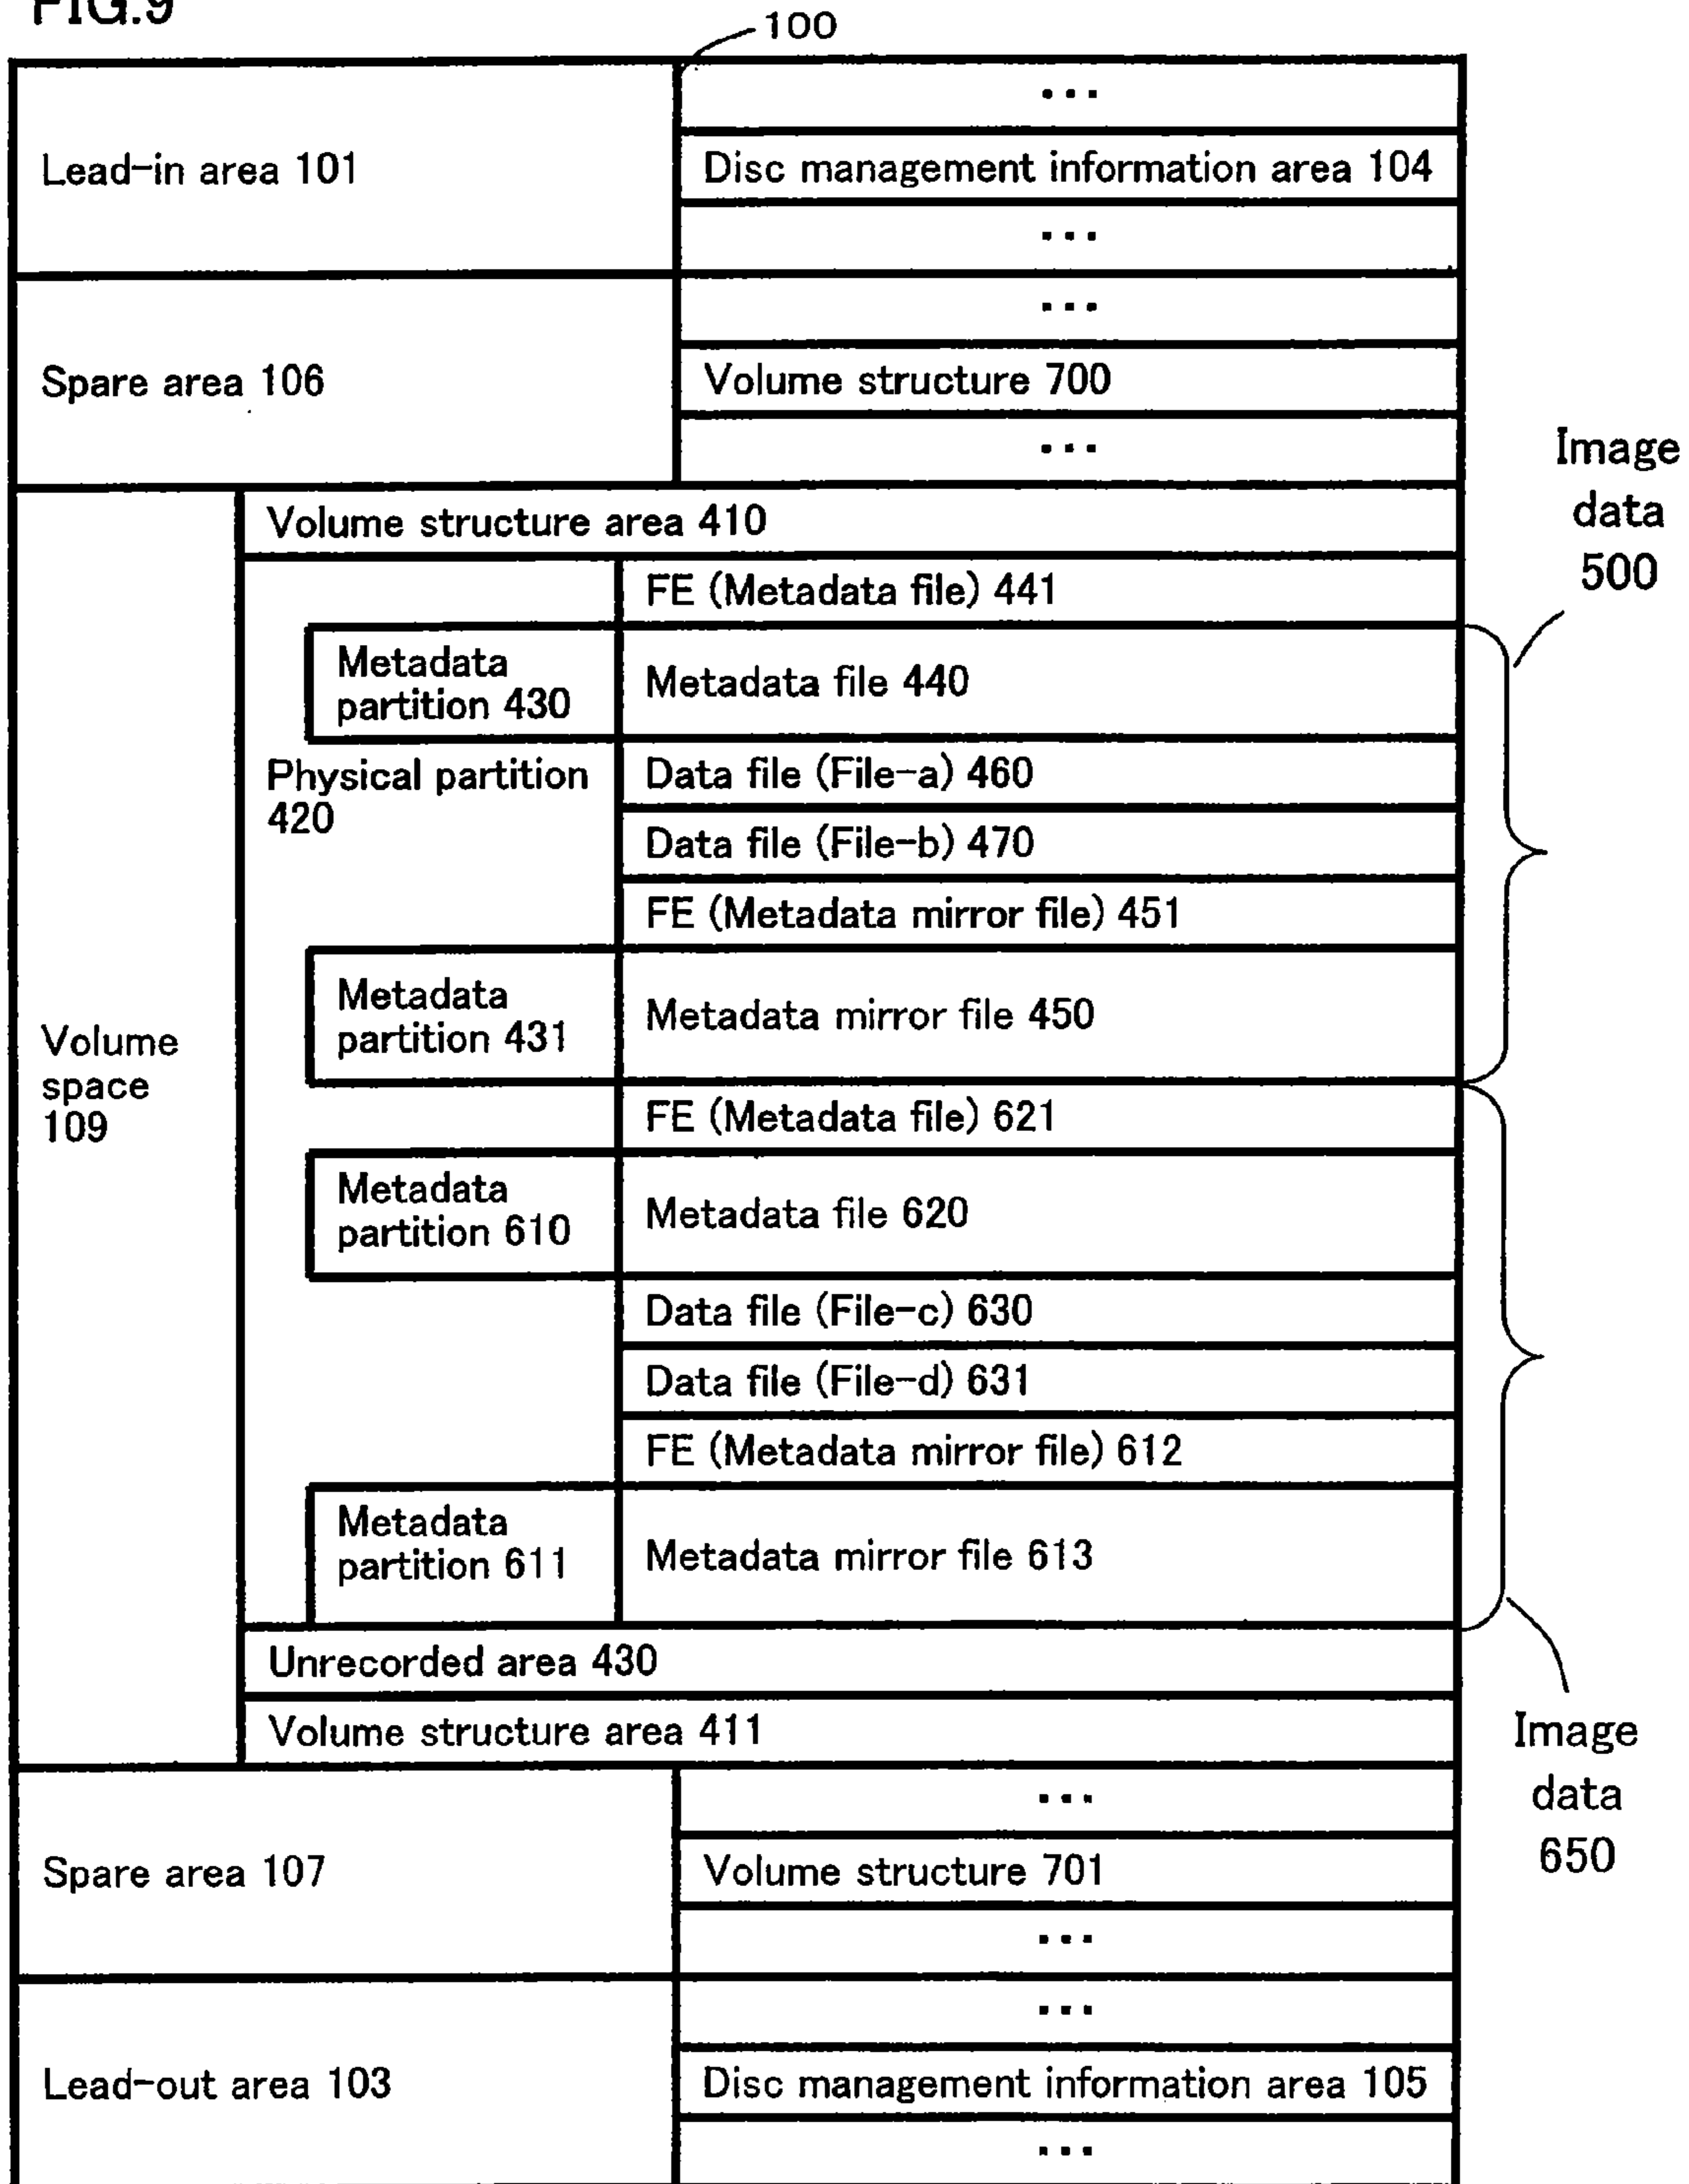 FIG.9
100
...
Lead-in area 101
Disc management information area 104
...
...
Spare area 106
Volume structure 700
...
Image
data
500
Volume structure area 410
FE (Metadata file) 441
Metadata
partition 430
Metadata file 440
Physical partition
420
Data file (File-a) 460
Data file (File-b) 470
FE (Metadata mirror file) 451
Metadata
partition 431
Metadata mirror file 450
Volume
space
109
FE (Metadata file) 621
Metadata
partition 610
Metadata file 620
Data file (File-c) 630
Data file (File-d) 631
FE (Metadata mirror file) 612
Metadata
partition 611
Metadata mirror file 613
Unrecorded area 430
Volume structure area 411
Image
data
650
...
Spare area 107
Volume structure 701
...
...
Lead-out area 103
Disc management information area 105
...